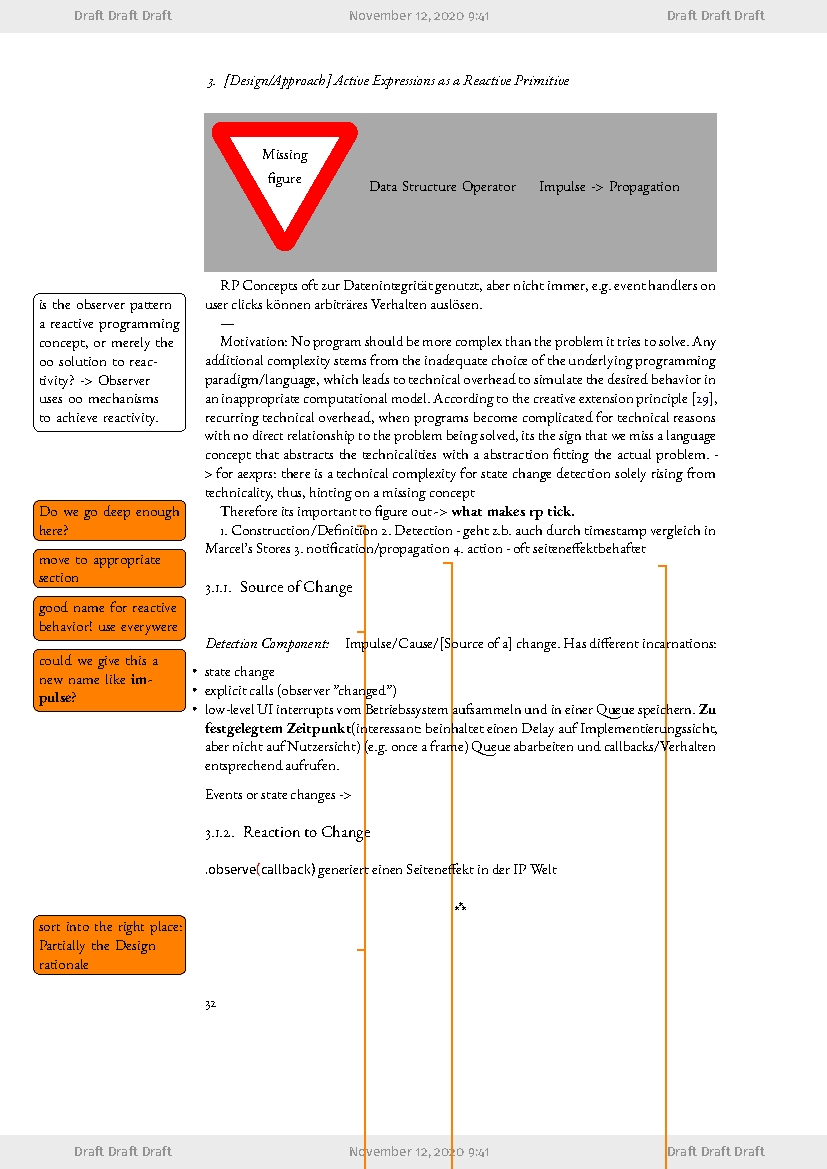 Draft Draft Draft November 12, 2020 9:41 Draft Draft Draft
3. [Design/Approach] Active Expressions as a Reactive Primitive
Missing
figure
Data Structure Operator Impulse -> Propagation
RP Concepts oft zur Datenintegrität genutzt, aber nicht immer, e.g. event handlers on
user clicks können arbiträres Verhalten auslösen.
—
Motivation: No program should be more complex than the problem it tries to solve. Any
additional complexity stems from the inadequate choice of the underlying programming
paradigm/language, which leads to technical overhead to simulate the desired behavior in
an inappropriate computational model. According to the creative extension principle [29],
recurring technical overhead, when programs become complicated for technical reasons
with no direct relationship to the problem being solved, its the sign that we miss a language
concept that abstracts the technicalities with a abstraction fitting the actual problem. -
> for aexprs: there is a technical complexity for state change detection solely rising from
technicality, thus, hinting on a missing concept
Therefore its important to figure out -> what makes rp tick.
1. Construction/Definition 2. Detection - geht z.b. auch durch timestamp vergleich in
Marcel's Stores 3. notification/propagation 4. action - oft seiteneffektbehaftet
3.1.1. Source of Change
Detection Component: Impulse/Cause/[Source of a] change. Has different incarnations:
• state change
• explicit calls (observer ”changed”)
• low-level UI interrupts vom Betriebssystem aufsammeln und in einer Queue speichern. Zu
festgelegtem Zeitpunkt(interessant: beinhaltet einen Delay auf Implementierungssicht,
aber nicht auf Nutzersicht) (e.g. once a frame) Queue abarbeiten und callbacks/Verhalten
entsprechend aufrufen.
Events or state changes ->
3.1.2. Reaction to Change
.observe(callback) generiert einen Seiteneffekt in der IP Welt
⁂
32
is the observer pattern
a reactive programming
concept, or merely the
oo solution to reac-
tivity? -> Observer
uses oo mechanisms
to achieve reactivity.
Do we go deep enough
here?
move to appropriate
section
good name for reactive
behavior! use everywere
could we give this a
new name like im-
pulse?
sort into the right place:
Partially the Design
rationale
Draft Draft Draft November 12, 2020 9:41 Draft Draft Draft